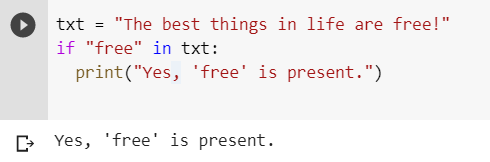 txt = "The best things in life are free!"
if "free" in txt:
  print("Yes, 'free' is present.")
Yes, 'free' is present.